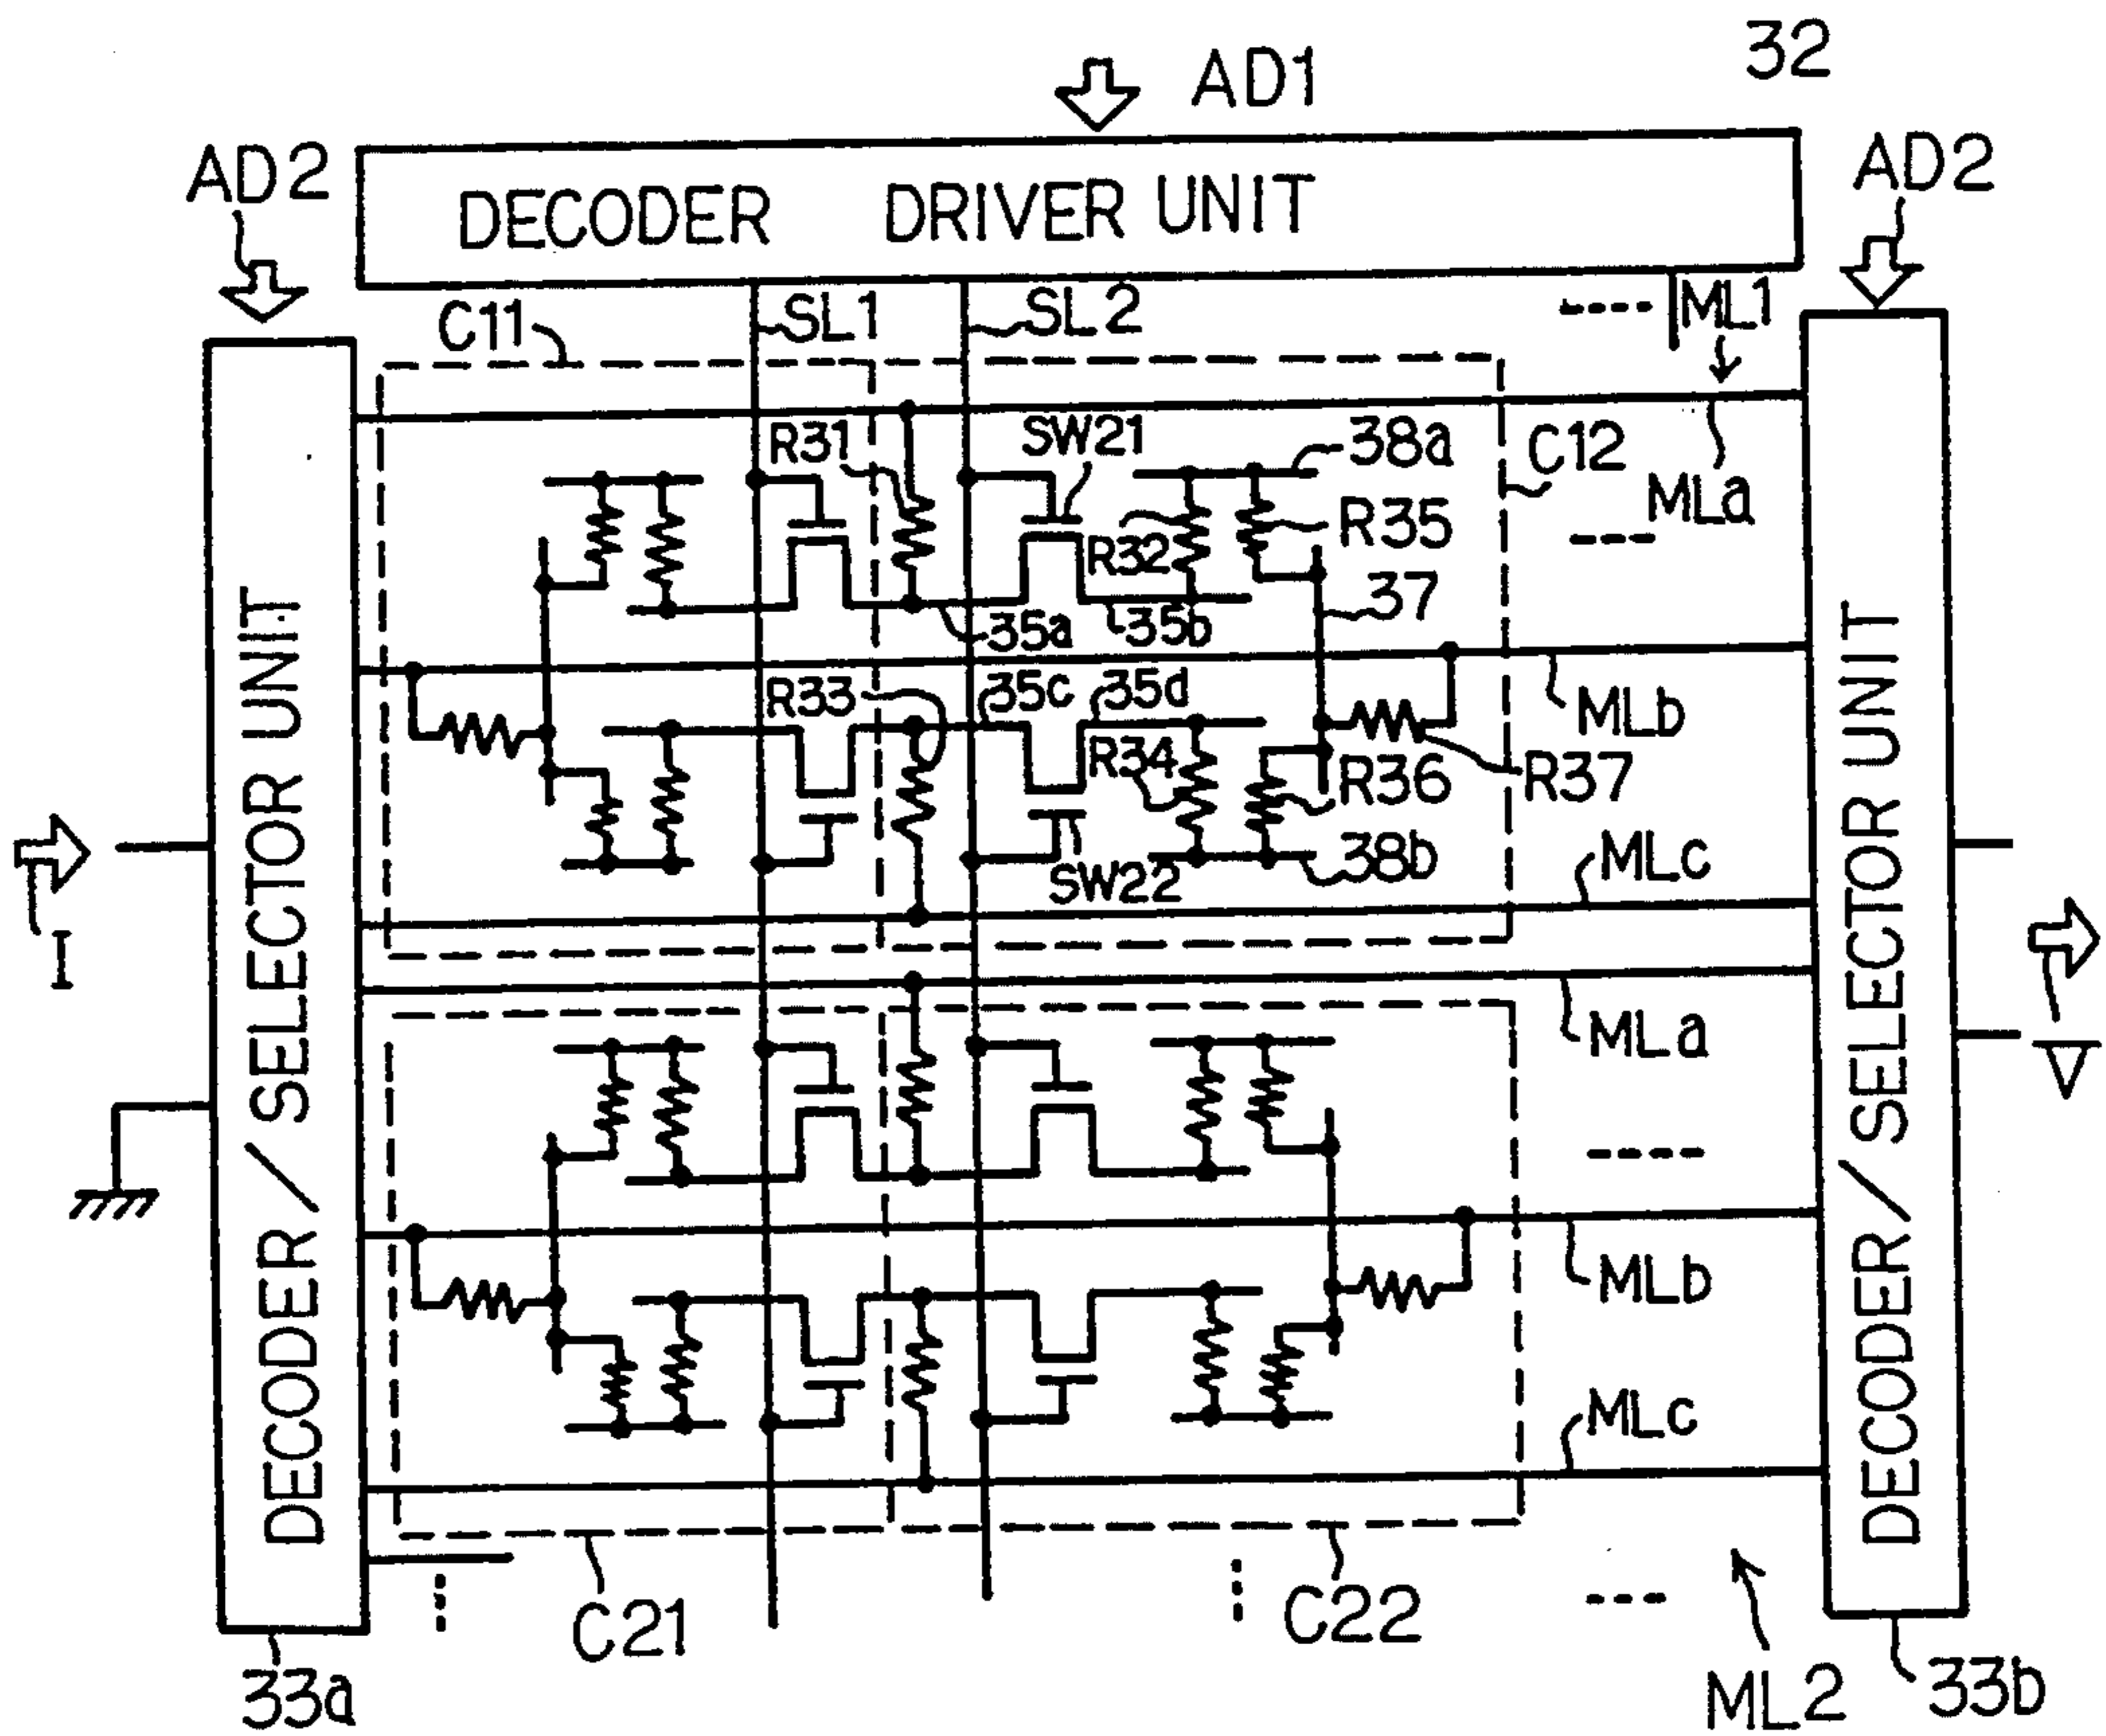 32
AD1
AD2
AD2
DECODER DRIVER UNIT
C11
SL1
SL2
ML1
R31
SW21
38a
C12
MLa
R32
R35
37
35a
35b
R33
35c
35d
MLb
R34
R36
R37
SW22
38b
MLc
I
V
MLa
MLb
MLc
DECODER/SELECTOR UNIT
DECODER/SELECTOR UNIT
C21
C22
33a
ML2
33b